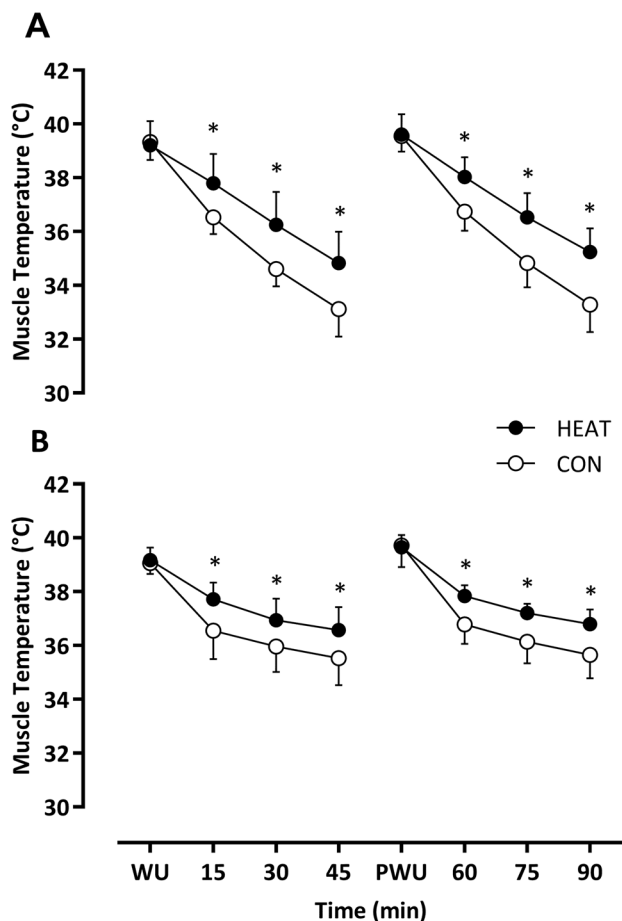 A
Muscle Temperature (°C)
42
40
38
36
34
32
30
* * * * * *
HEAT
CON
B
Muscle Temperature (°C)
42
40
38
36
34
32
30
* * * * * *
WU 15 30 45 PWU 60 75 90
Time (min)